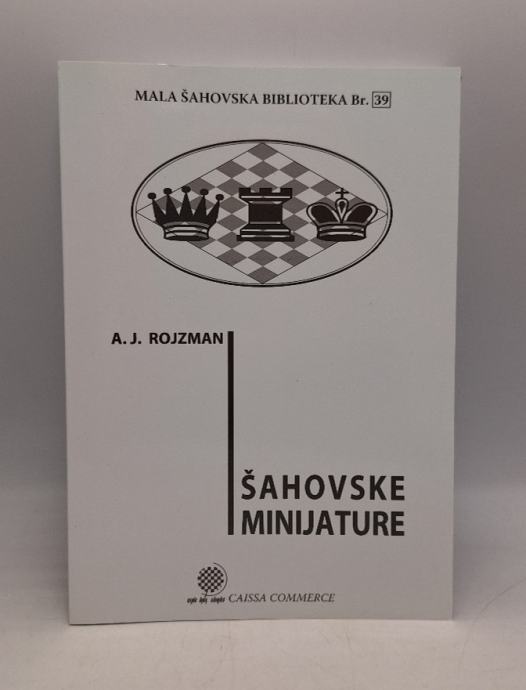 MALA ŠAHOVSKA BIBLIOTEKA Br. 39
A. J. ROJZMAN
ŠAHOVSKE
MINIJATURE
CAISSA COMMERCE